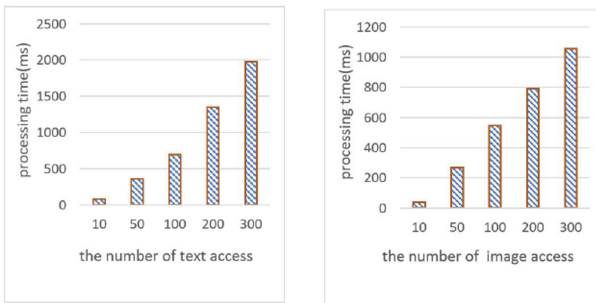 2500
2000
1500
1000
500
0
processing time(ms)
10 50 100 200 300
the number of text access
1200
1000
800
600
400
200
0
processing time(ms)
10 50 100 200 300
the number of image access